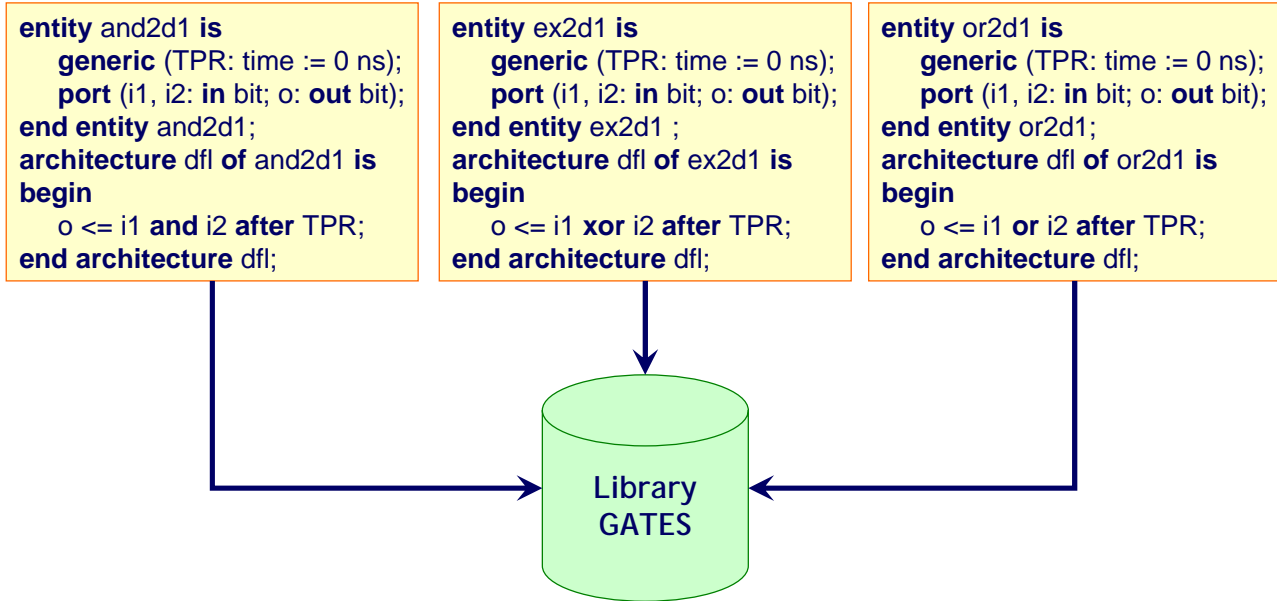 entity and2d1 is
generic (TPR: time := 0 ns);
port (i1, i2: in bit; o: out bit);
end entity and2d1;
architecture dfl of and2d1 is
begin
o <= i1 and i2 after TPR;
end architecture dfl;
entity ex2d1 is
generic (TPR: time := 0 ns);
port (i1, i2: in bit; o: out bit);
end entity ex2d1 ;
architecture dfl of ex2d1 is
begin
o <= i1 xor i2 after TPR;
end architecture dfl;
entity or2d1 is
generic (TPR: time := 0 ns);
port (i1, i2: in bit; o: out bit);
end entity or2d1;
architecture dfl of or2d1 is
begin
o <= i1 or i2 after TPR;
end architecture dfl;
Library
GATES